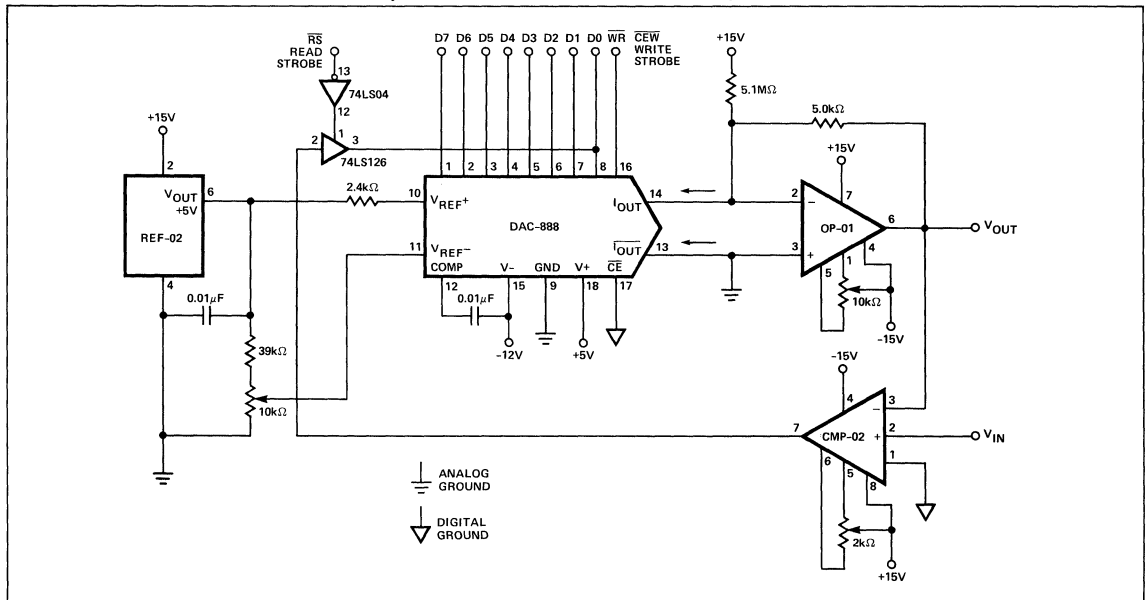 RS
READ
STROBE
13
74LS04
12
1
2
3
74LS126
D7 D6 D5 D4 D3 D2 D1 D0 WR CEW
WRITE
STROBE
+15V
5.1MΩ
5.0kΩ
+15V
2
VOUT
+5V
6
REF-02
4
0.01μF
39kΩ
10kΩ
2.4kΩ
1 2 3 4 5 6 7 8 16
10
VREF+
11
VREF-
DAC-888
IOUT
14
IOUT
13
COMP V- GND V+ CE
12 15 9 18 17
0.01μF
-12V
+5V
+15V
7
2
-
OP-01
3
+
6
4
1
5
10kΩ
-15V
VOUT
-15V
4
3
-
7
CMP-02
2
+
VIN
1
6
5
8
2kΩ
+15V
ANALOG
GROUND
DIGITAL
GROUND